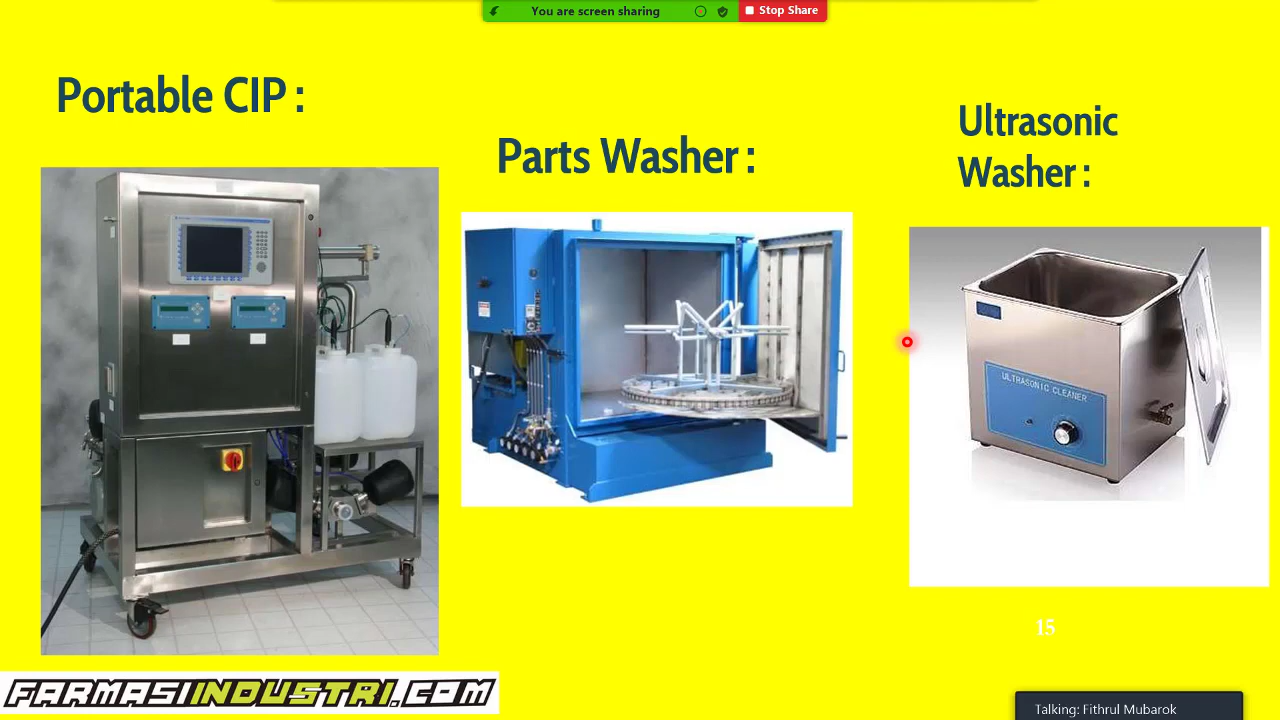 You are screen sharing
Stop Share
Portable CIP :
Parts Washer :
Ultrasonic
Washer :
ULTRASONIC CLEANER
15
FARMASIINDUSTRI.COM
Talking: Fithrul Mubarok